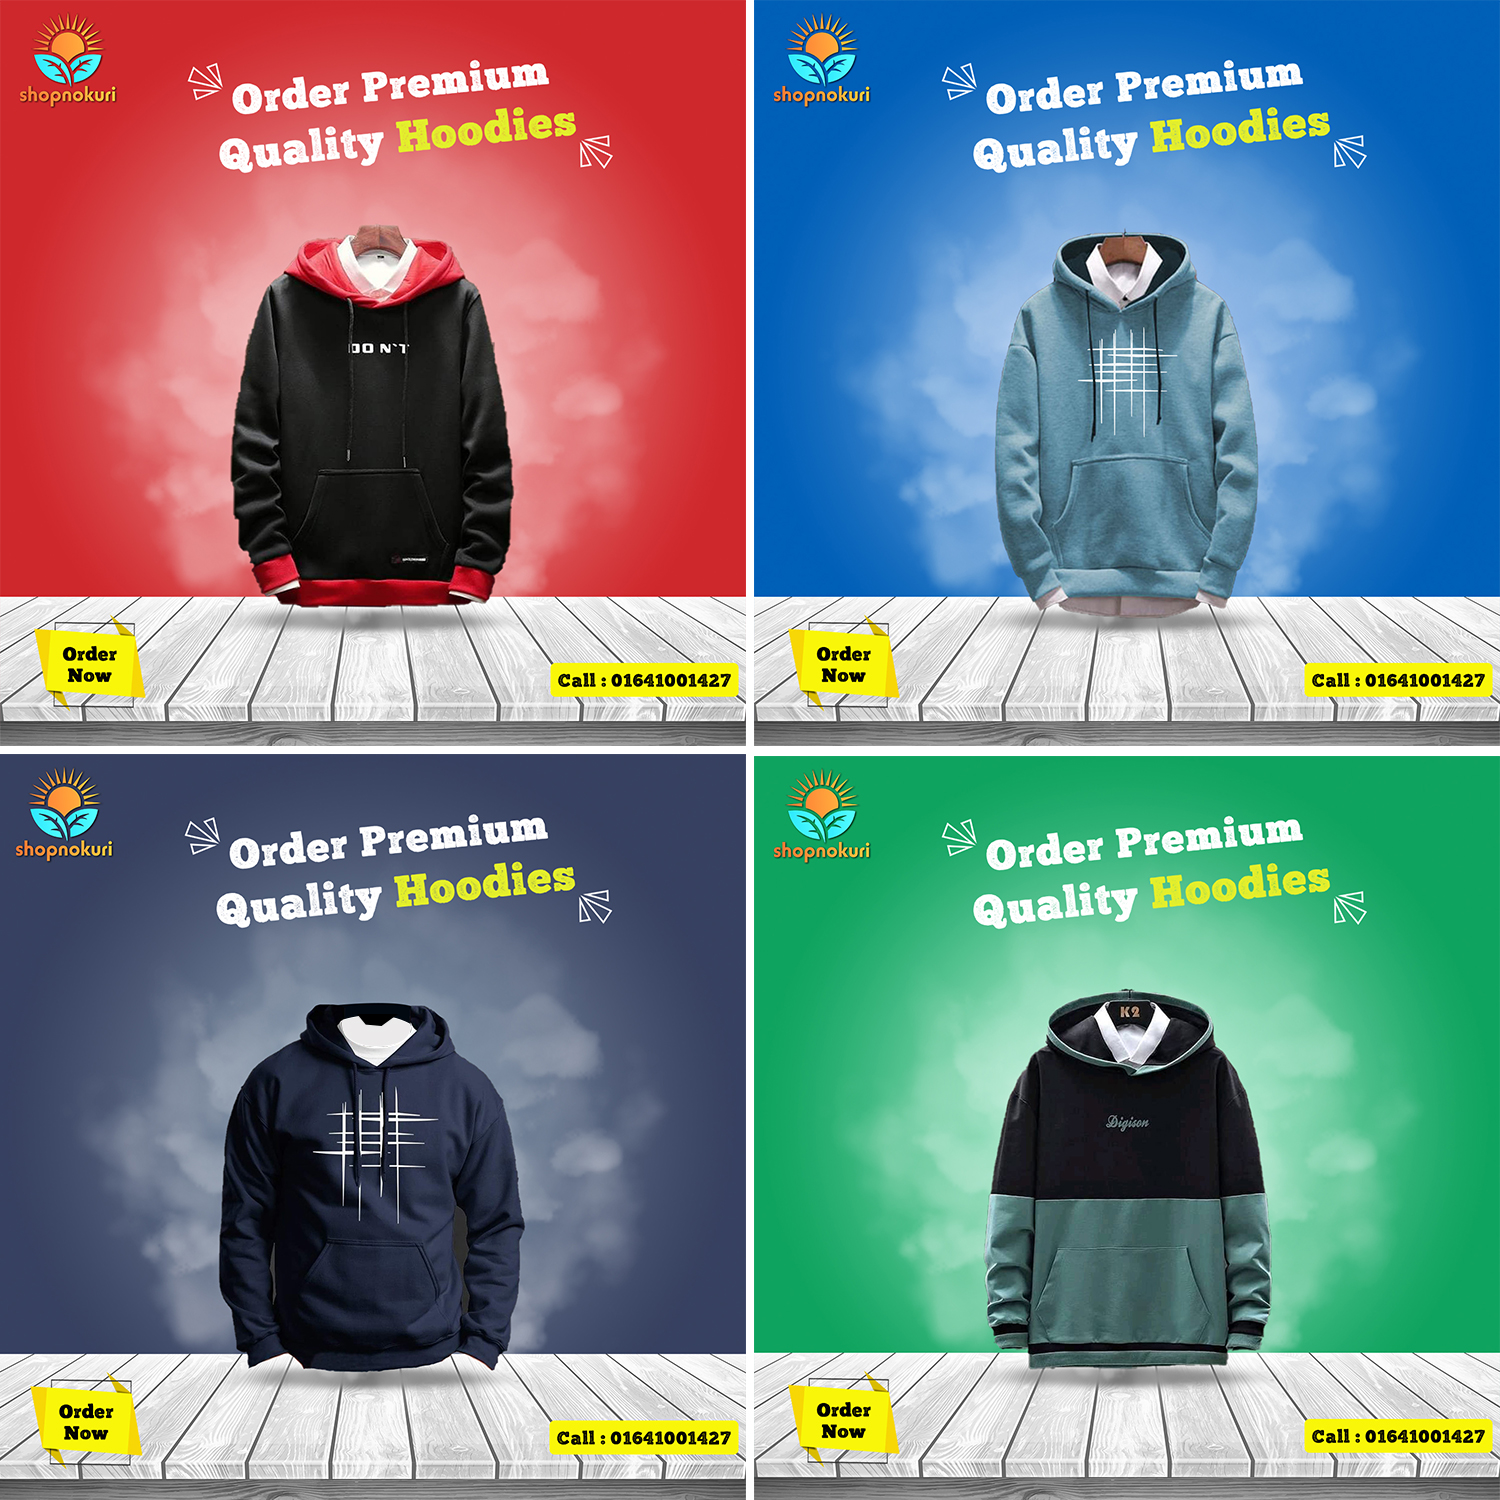 shopnokuri
Order Premium
Quality Hoodies
DO N'T
Order
Now
Call : 01641001427
shopnokuri
Order Premium
Quality Hoodies
Order
Now
Call : 01641001427
shopnokuri
Order Premium
Quality Hoodies
Order
Now
Call : 01641001427
shopnokuri
Order Premium
Quality Hoodies
K2
Digison
Order
Now
Call : 01641001427